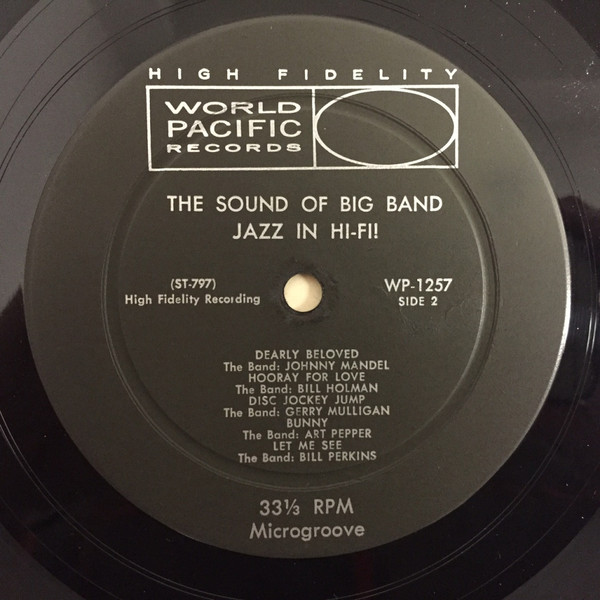 HIGH FIDELITY
WORLD
PACIFIC
RECORDS
THE SOUND OF BIG BAND
JAZZ IN HI-FI!
(ST-797)
High Fidelity Recording
WP-1257
SIDE 2
DEARLY BELOVED
The Band: JOHNNY MANDEL
HOORAY FOR LOVE
The Band: BILL HOLMAN
DISC JOCKEY JUMP
The Band: GERRY MULLIGAN
BUNNY
The Band: ART PEPPER
LET ME SEE
The Band: BILL PERKINS
33⅓ RPM
Microgroove